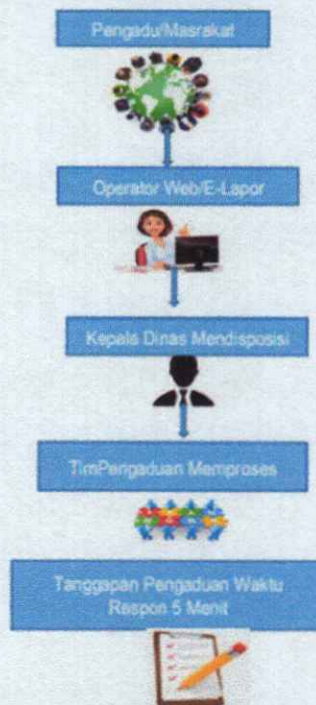 Pengadu/Masrakat
Operator Web/E-Lapor
Kepala Dinas Mendisposisi
TimPengaduan Memproses
Tanggapan Pengaduan Waktu
Respon 5 Menit